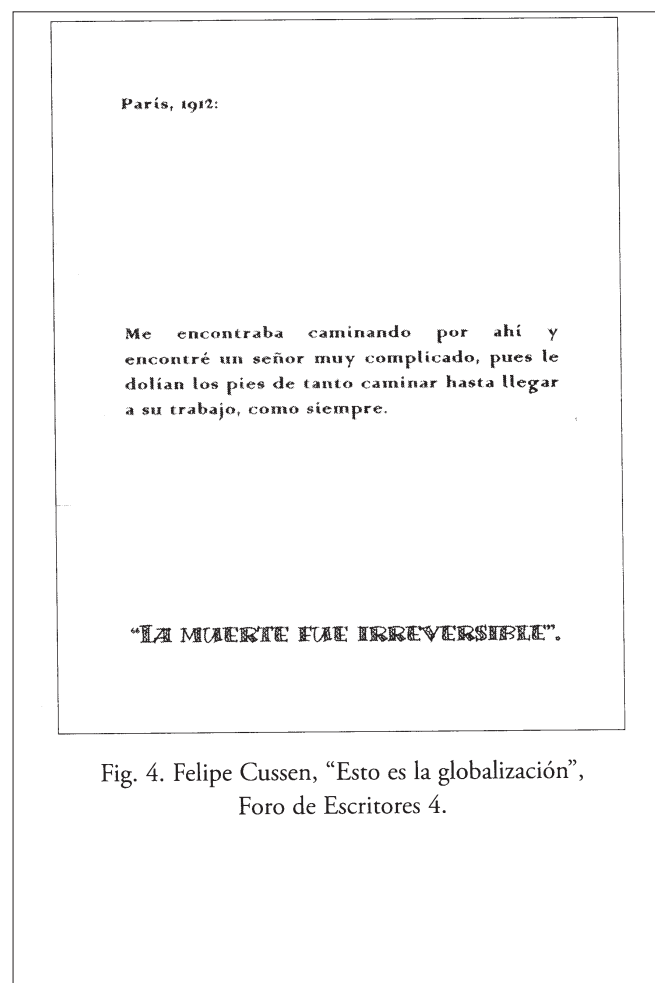 París, 1912:
Me encontraba caminando por ahí y
encontré un señor muy complicado, pues le
dolían los pies de tanto caminar hasta llegar
a su trabajo, como siempre.
“LA MUERTE FUE IRREVERSIBLE”.
Fig. 4. Felipe Cussen, “Esto es la globalización”,
Foro de Escritores 4.